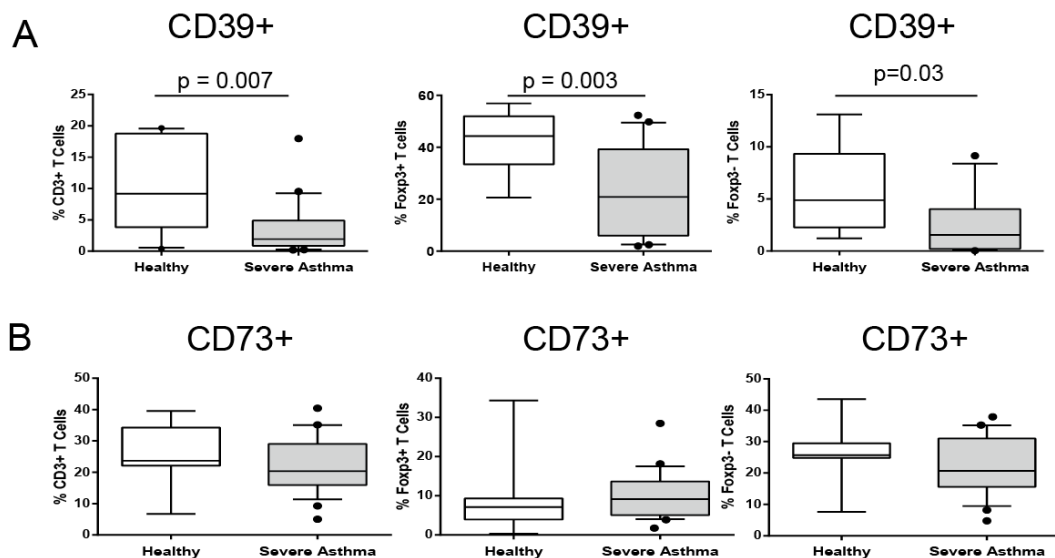 A
CD39+
CD39+
CD39+
p = 0.007
p = 0.003
p=0.03
% CD3+ T Cells
25
20
15
10
5
0
Healthy
Severe Asthma
% Foxp3+ T Cells
60
40
20
0
Healthy
Severe Asthma
% Foxp3- T Cells
15
10
5
0
Healthy
Severe Asthma
B
CD73+
CD73+
CD73+
% CD3+ T Cells
50
40
30
20
10
0
Healthy
Severe Asthma
% Foxp3+ T Cells
40
30
20
10
0
Healthy
Severe Asthma
% Foxp3- T Cells
50
40
30
20
10
0
Healthy
Severe Asthma